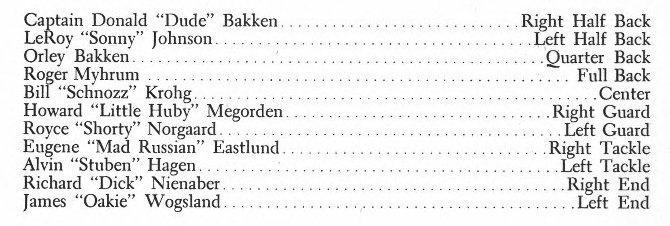 Captain Donald “Dude” Bakken....................Right Half Back
LeRoy “Sonny” Johnson....................Left Half Back
Orley Bakken....................Quarter Back
Roger Myhrum....................Full Back
Bill “Schnozz” Krohg....................Center
Howard “Little Huby” Megorden....................Right Guard
Royce “Shorty” Norgaard....................Left Guard
Eugene “Mad Russian” Eastlund....................Right Tackle
Alvin “Stuben” Hagen....................Left Tackle
Richard “Dick” Nienaber....................Right End
James “Oakie” Wogsland....................Left End